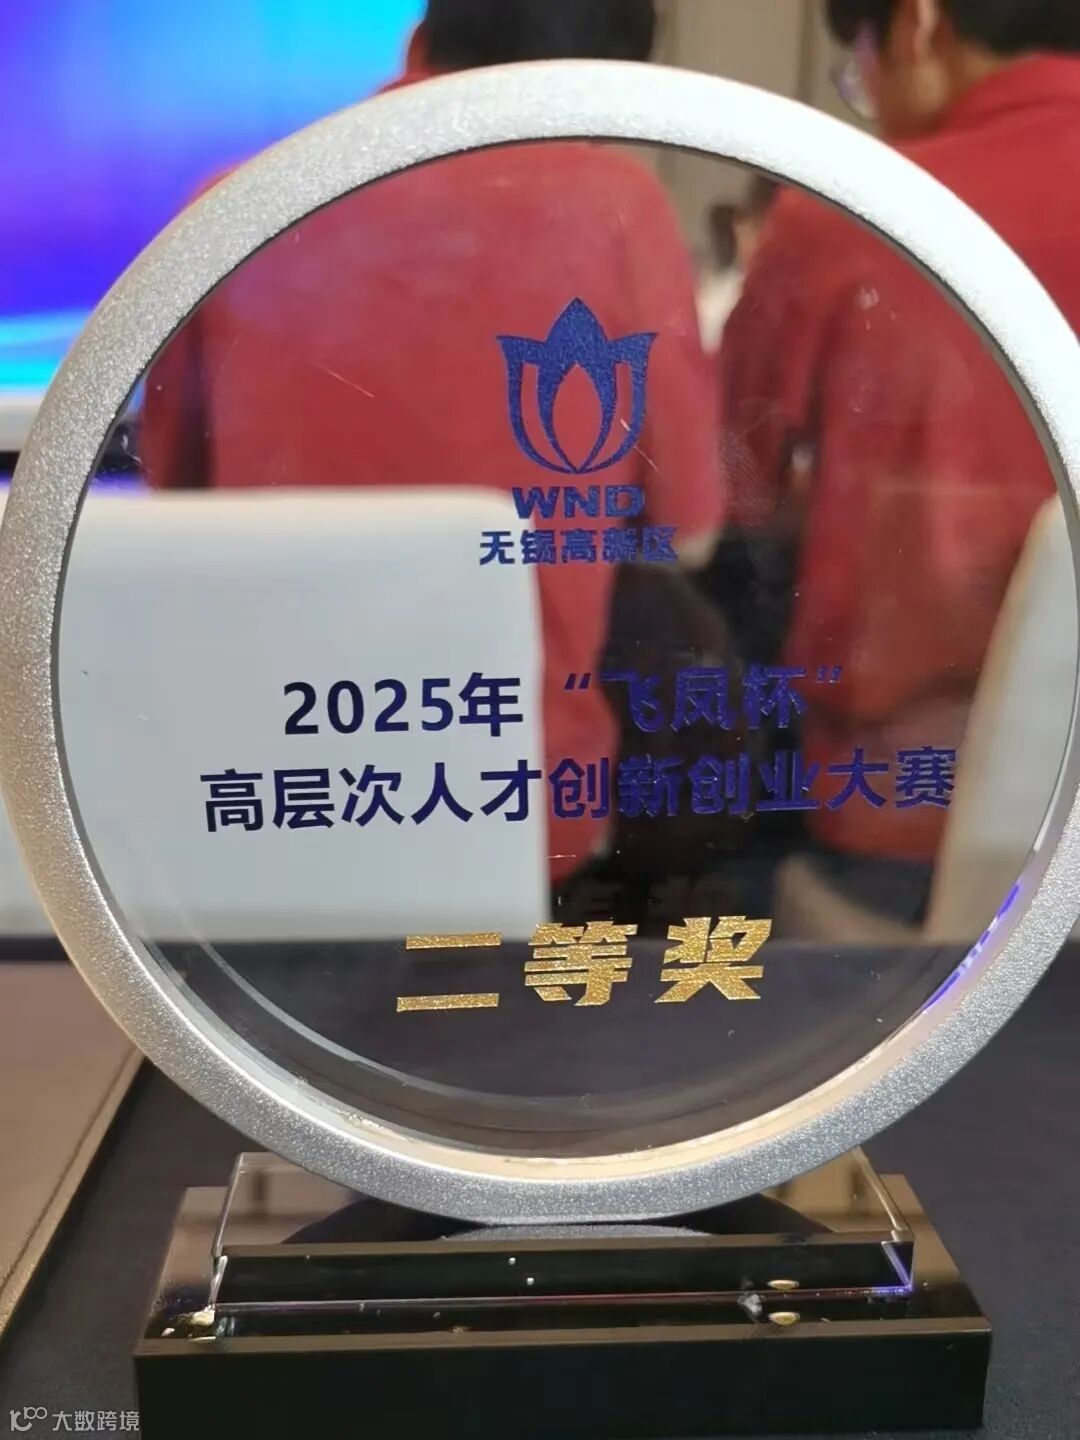 WND
无锡高新区
2025年“飞凤杯”
高层次人才创新创业大赛
二等奖
大数跨境